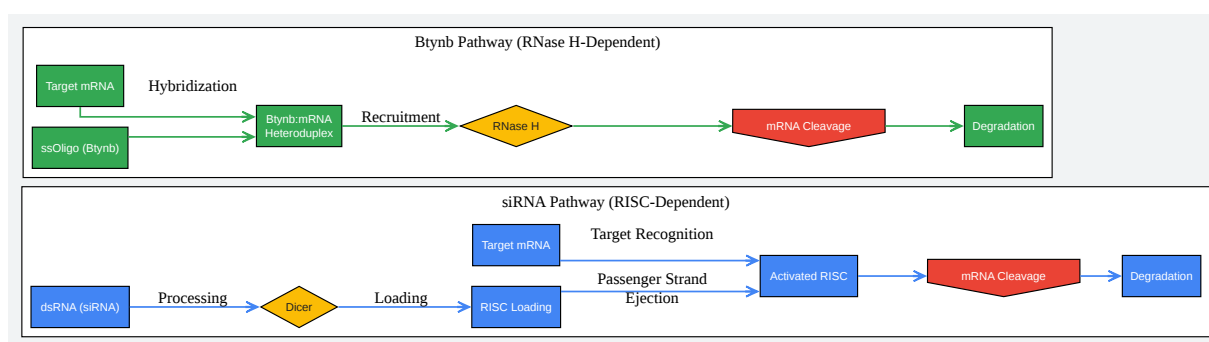 Btynb Pathway (RNase H-Dependent)
Target mRNA
Hybridization
ssOligo (Btynb)
Btynb:mRNA
Heteroduplex
Recruitment
RNase H
mRNA Cleavage
Degradation
siRNA Pathway (RISC-Dependent)
Target mRNA
Target Recognition
dsRNA (siRNA)
Processing
Dicer
Loading
RISC Loading
Passenger Strand
Ejection
Activated RISC
mRNA Cleavage
Degradation